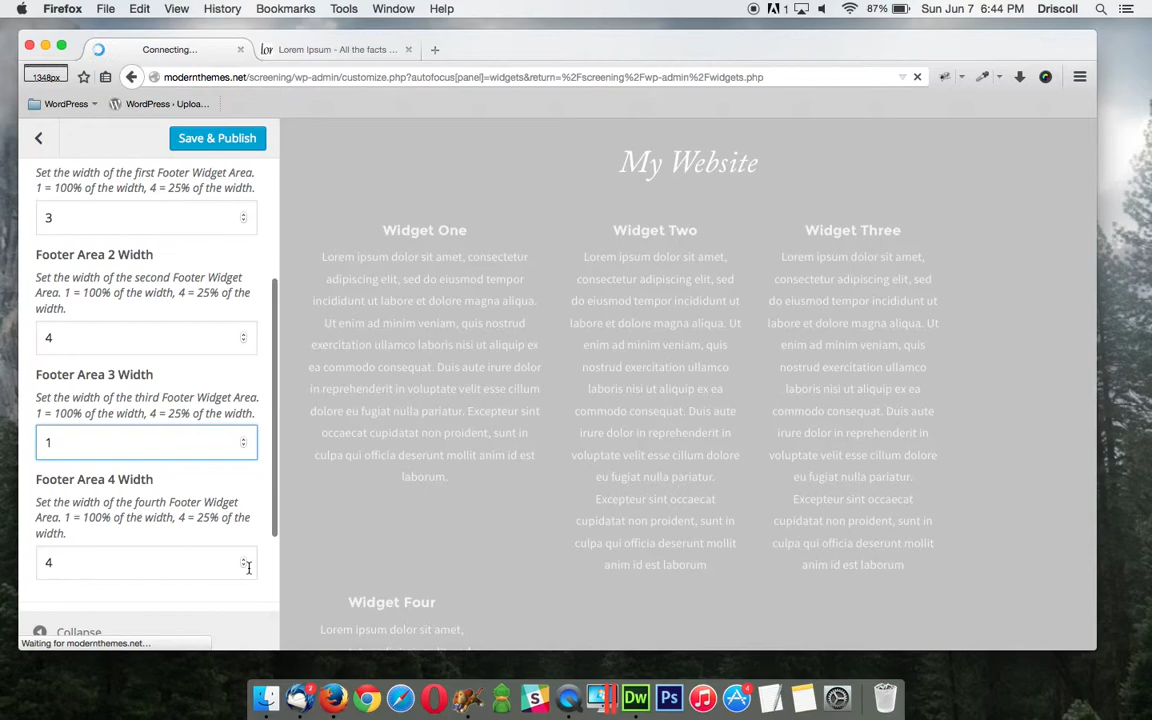 Firefox File Edit View History Bookmarks Tools Window Help 1 87% Sun Jun 7 6:44 PM Driscoll
Connecting... Lorem Ipsum - All the facts ...
1348px modernthemes.net/screening/wp-admin/customize.php?autofocus[panel]=widgets&return=%2Fscreening%2Fwp-admin%2Fwidgets.php
WordPress WordPress › Uploa...
Save & Publish
Set the width of the first Footer Widget Area.
1 = 100% of the width, 4 = 25% of the width.
3
Footer Area 2 Width
Set the width of the second Footer Widget
Area. 1 = 100% of the width, 4 = 25% of the
width.
4
Footer Area 3 Width
Set the width of the third Footer Widget Area.
1 = 100% of the width, 4 = 25% of the width.
1
Footer Area 4 Width
Set the width of the fourth Footer Widget
Area. 1 = 100% of the width, 4 = 25% of the
width.
4
Collapse
Waiting for modernthemes.net...
My Website
Widget One
Lorem ipsum dolor sit amet, consectetur
adipiscing elit, sed do eiusmod tempor
incididunt ut labore et dolore magna aliqua.
Ut enim ad minim veniam, quis nostrud
exercitation ullamco laboris nisi ut aliquip ex
ea commodo consequat. Duis aute irure dolor
in reprehenderit in voluptate velit esse cillum
dolore eu fugiat nulla pariatur. Excepteur sint
occaecat cupidatat non proident, sunt in
culpa qui officia deserunt mollit anim id est
laborum.
Widget Two
Lorem ipsum dolor sit amet,
consectetur adipiscing elit, sed
do eiusmod tempor incididunt ut
labore et dolore magna aliqua. Ut
enim ad minim veniam, quis
nostrud exercitation ullamco
laboris nisi ut aliquip ex ea
commodo consequat. Duis aute
irure dolor in reprehenderit in
voluptate velit esse cillum dolore
eu fugiat nulla pariatur.
Excepteur sint occaecat
cupidatat non proident, sunt in
culpa qui officia deserunt mollit
anim id est laborum
Widget Three
Lorem ipsum dolor sit amet,
consectetur adipiscing elit, sed
do eiusmod tempor incididunt ut
labore et dolore magna aliqua. Ut
enim ad minim veniam, quis
nostrud exercitation ullamco
laboris nisi ut aliquip ex ea
commodo consequat. Duis aute
irure dolor in reprehenderit in
voluptate velit esse cillum dolore
eu fugiat nulla pariatur.
Excepteur sint occaecat
cupidatat non proident, sunt in
culpa qui officia deserunt mollit
anim id est laborum
Widget Four
Lorem ipsum dolor sit amet,
S Dw Ps